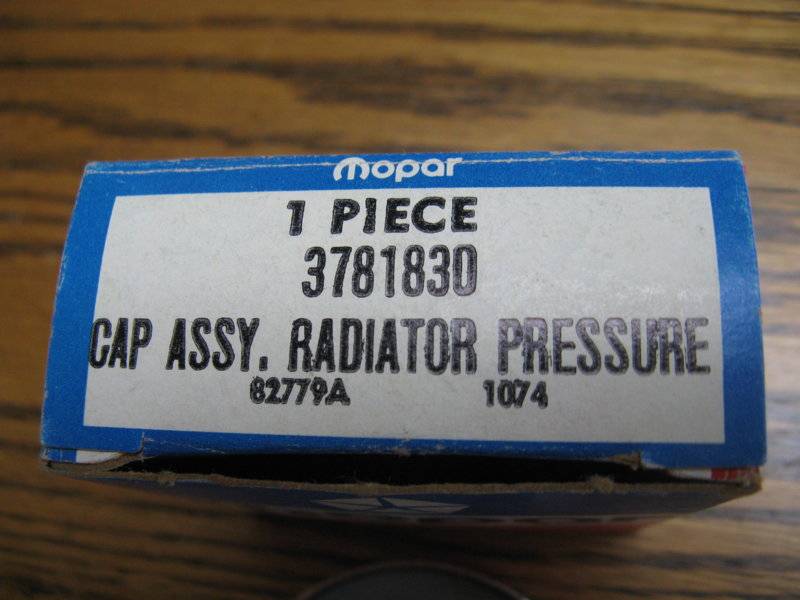 mopar
1 PIECE
3781830
CAP ASSY. RADIATOR PRESSURE
82779A 1074